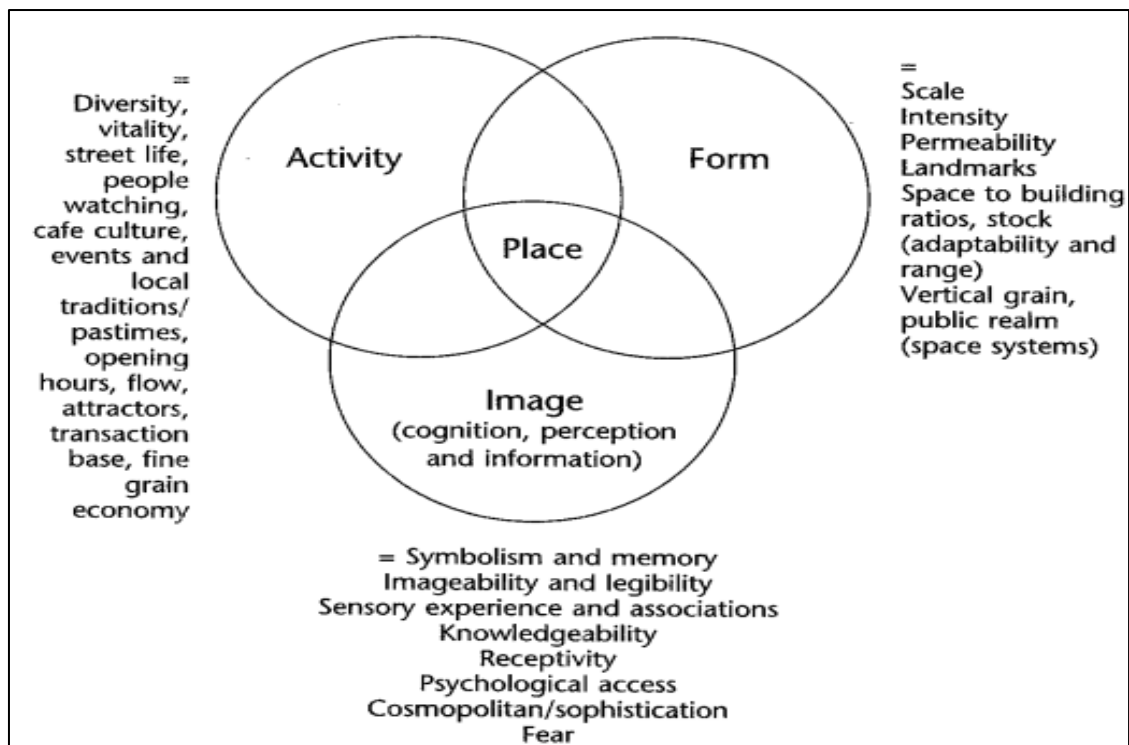 =
Diversity,
vitality,
street life,
people
watching,
cafe culture,
events and
local
traditions/
pastimes,
opening
hours, flow,
attractors,
transaction
base, fine
grain
economy
Activity
Form
Place
Image
(cognition, perception
and information)
=
Scale
Intensity
Permeability
Landmarks
Space to building
ratios, stock
(adaptability and
range)
Vertical grain,
public realm
(space systems)
= Symbolism and memory
Imageability and legibility
Sensory experience and associations
Knowledgeability
Receptivity
Psychological access
Cosmopolitan/sophistication
Fear